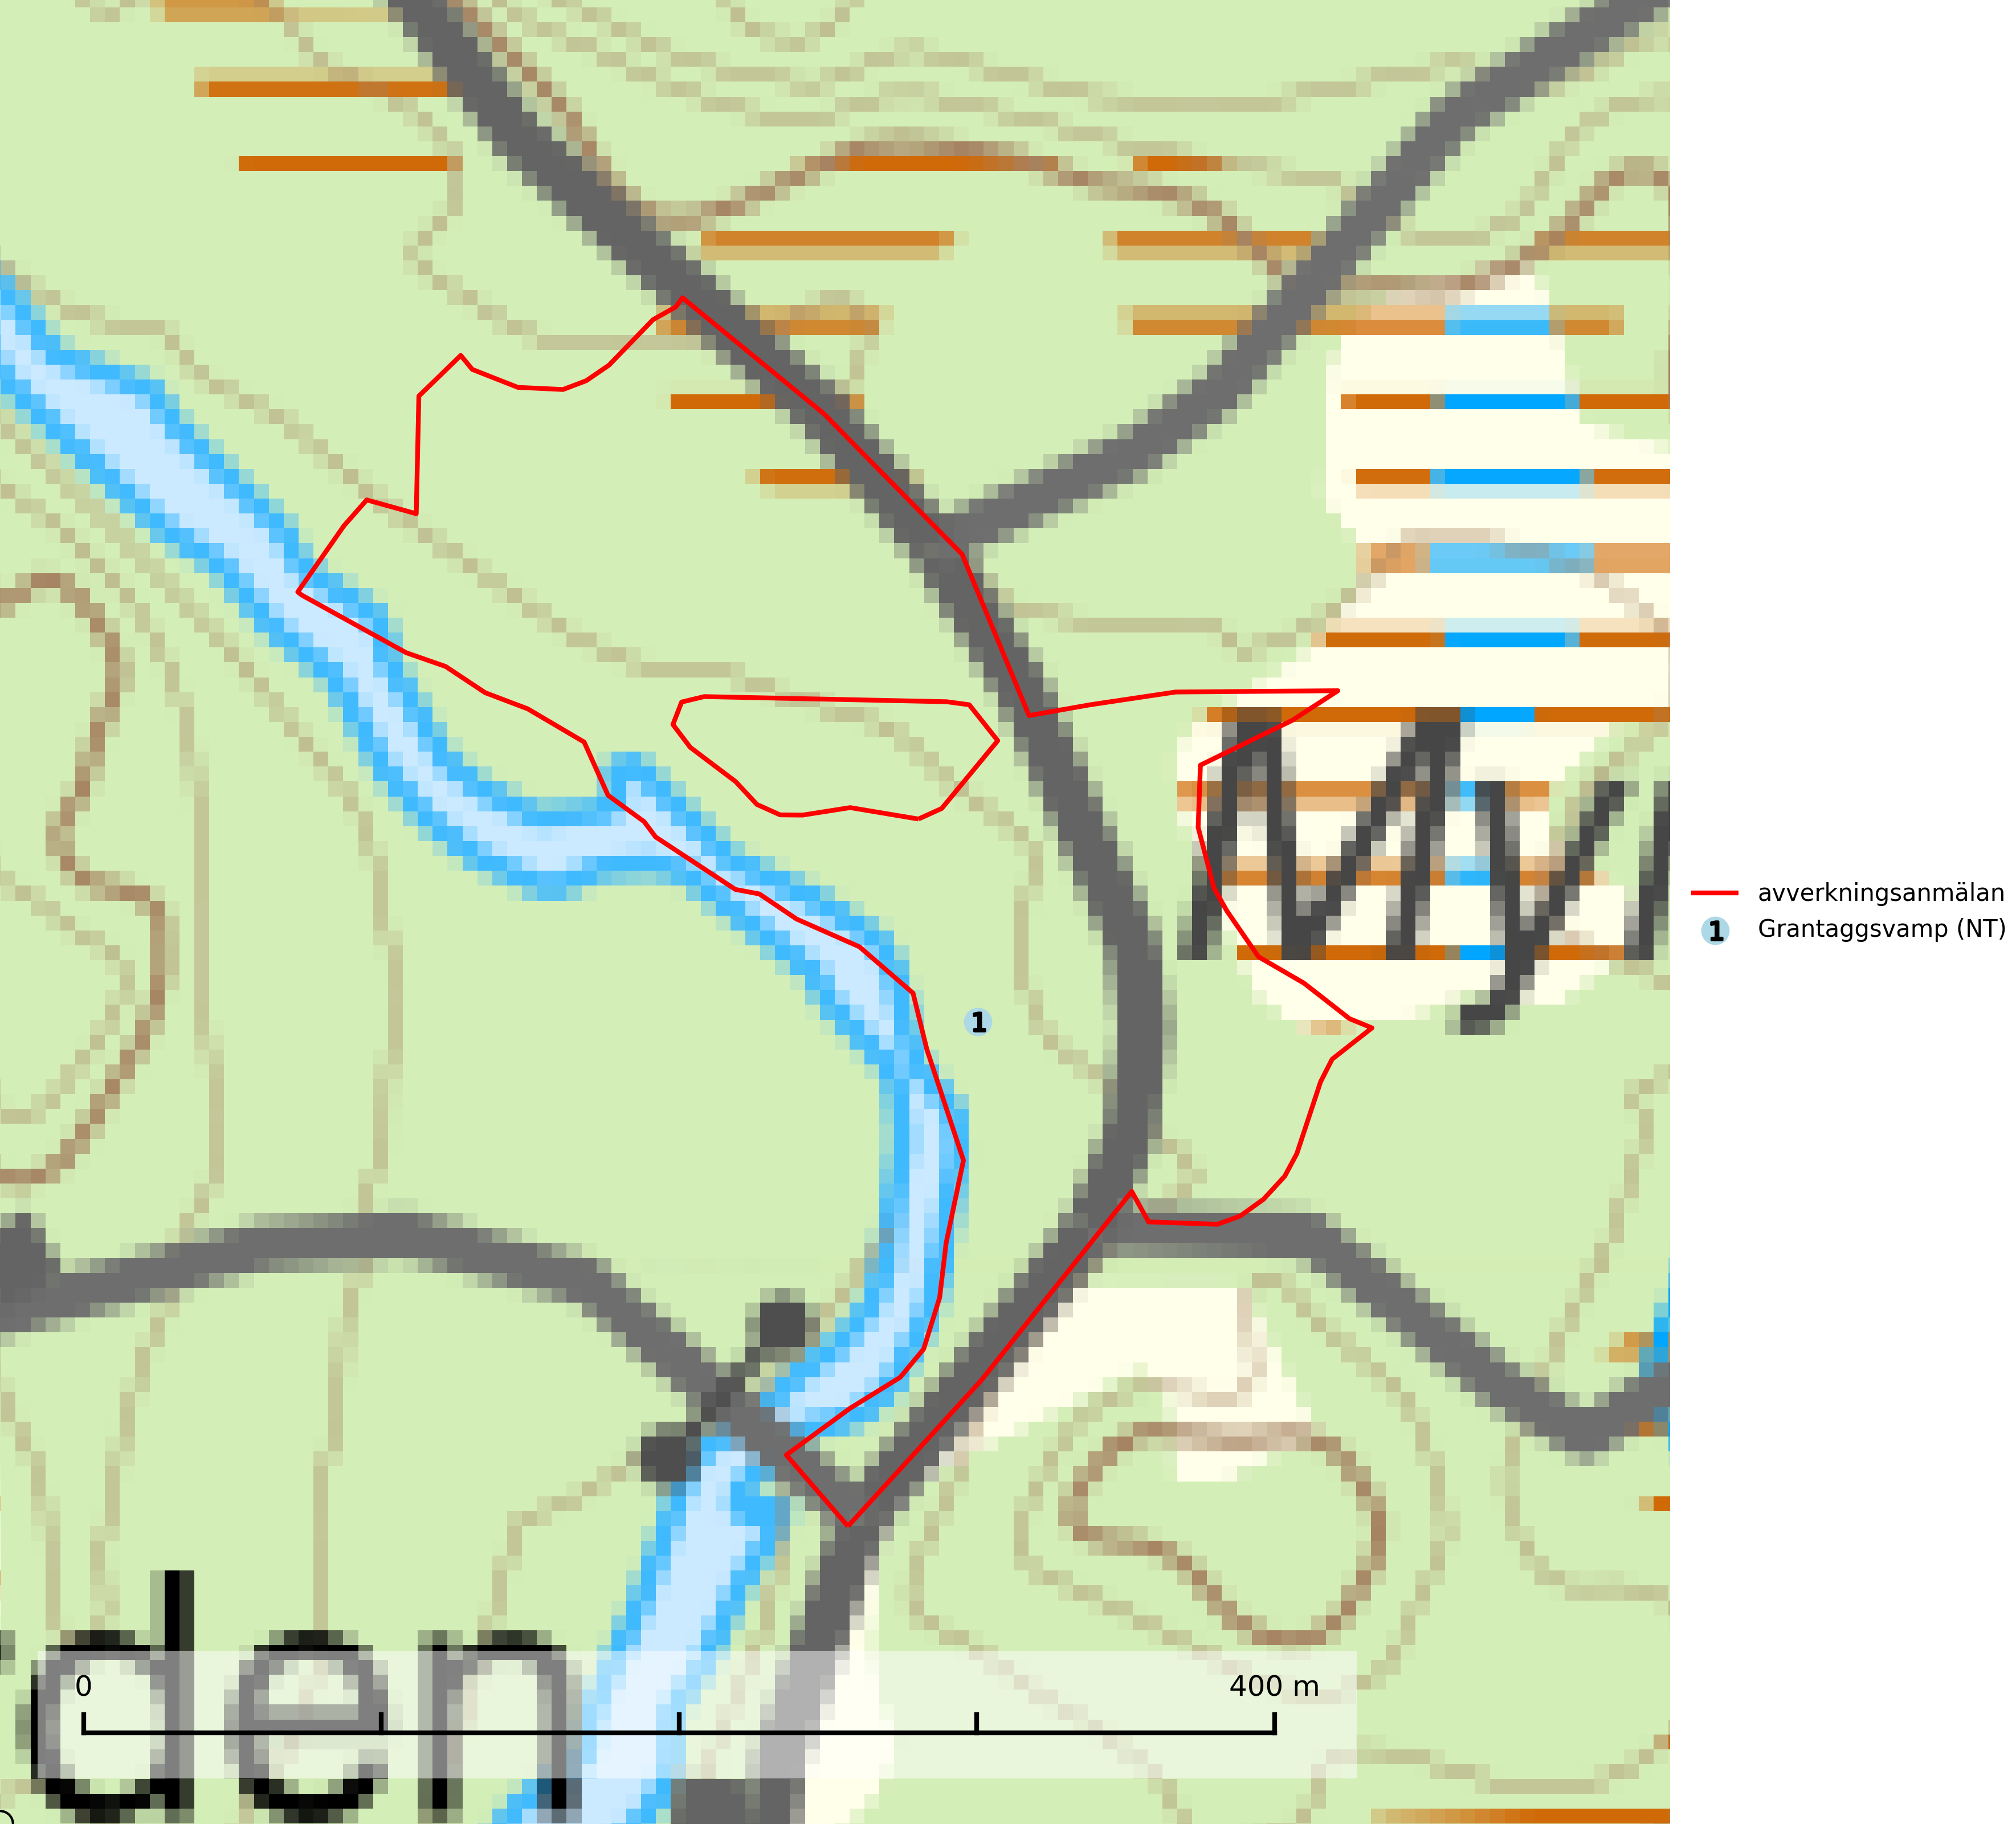 avverkningsanmälan
1 Grantaggsvamp (NT)
1
den
0 400 m